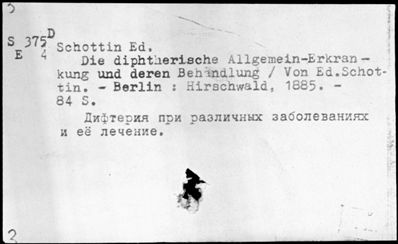 S 375 D
E 4
Schottin Ed.
Die diphtherische Allgemein-Erkran-
kung und deren Behandlung / Von Ed.Schot-
tin. - Berlin : Hirschwald, 1885. -
84 S.
Дифтерия при различных заболеваниях
и её лечение.